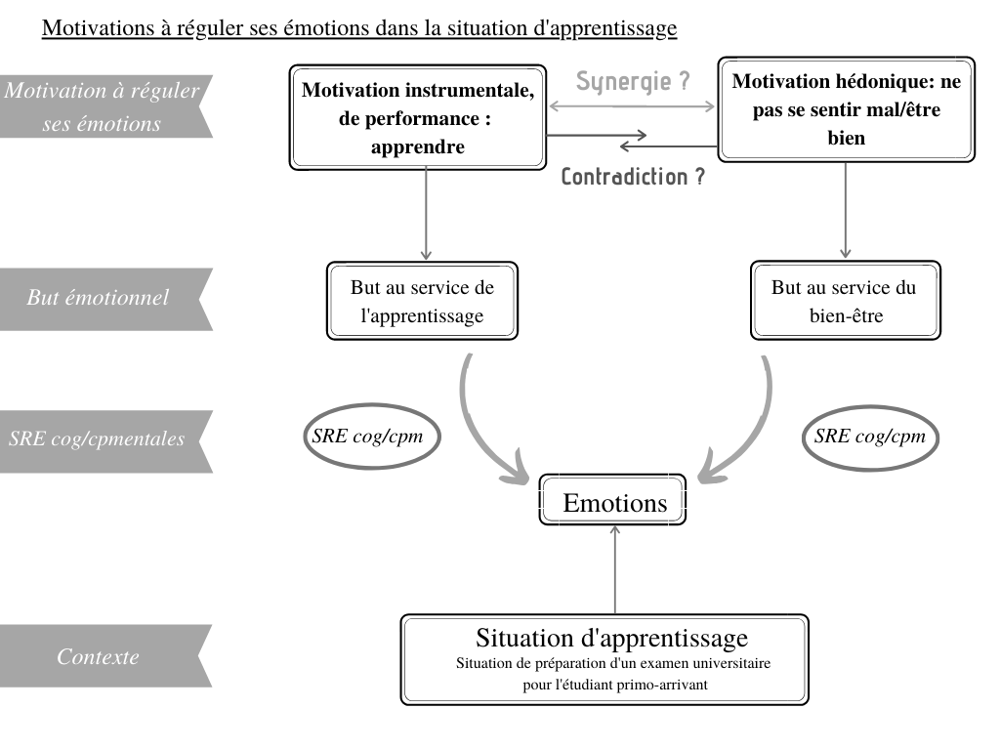 Motivations à réguler ses émotions dans la situation d'apprentissage
Motivation à réguler
ses émotions
Motivation instrumentale,
de performance :
apprendre
Synergie ?
Contradiction ?
Motivation hédonique: ne
pas se sentir mal/être
bien
But émotionnel
But au service de
l'apprentissage
But au service du
bien-être
SRE cog/cpmentales
SRE cog/cpm
SRE cog/cpm
Emotions
Contexte
Situation d'apprentissage
Situation de préparation d'un examen universitaire
pour l'étudiant primo-arrivant